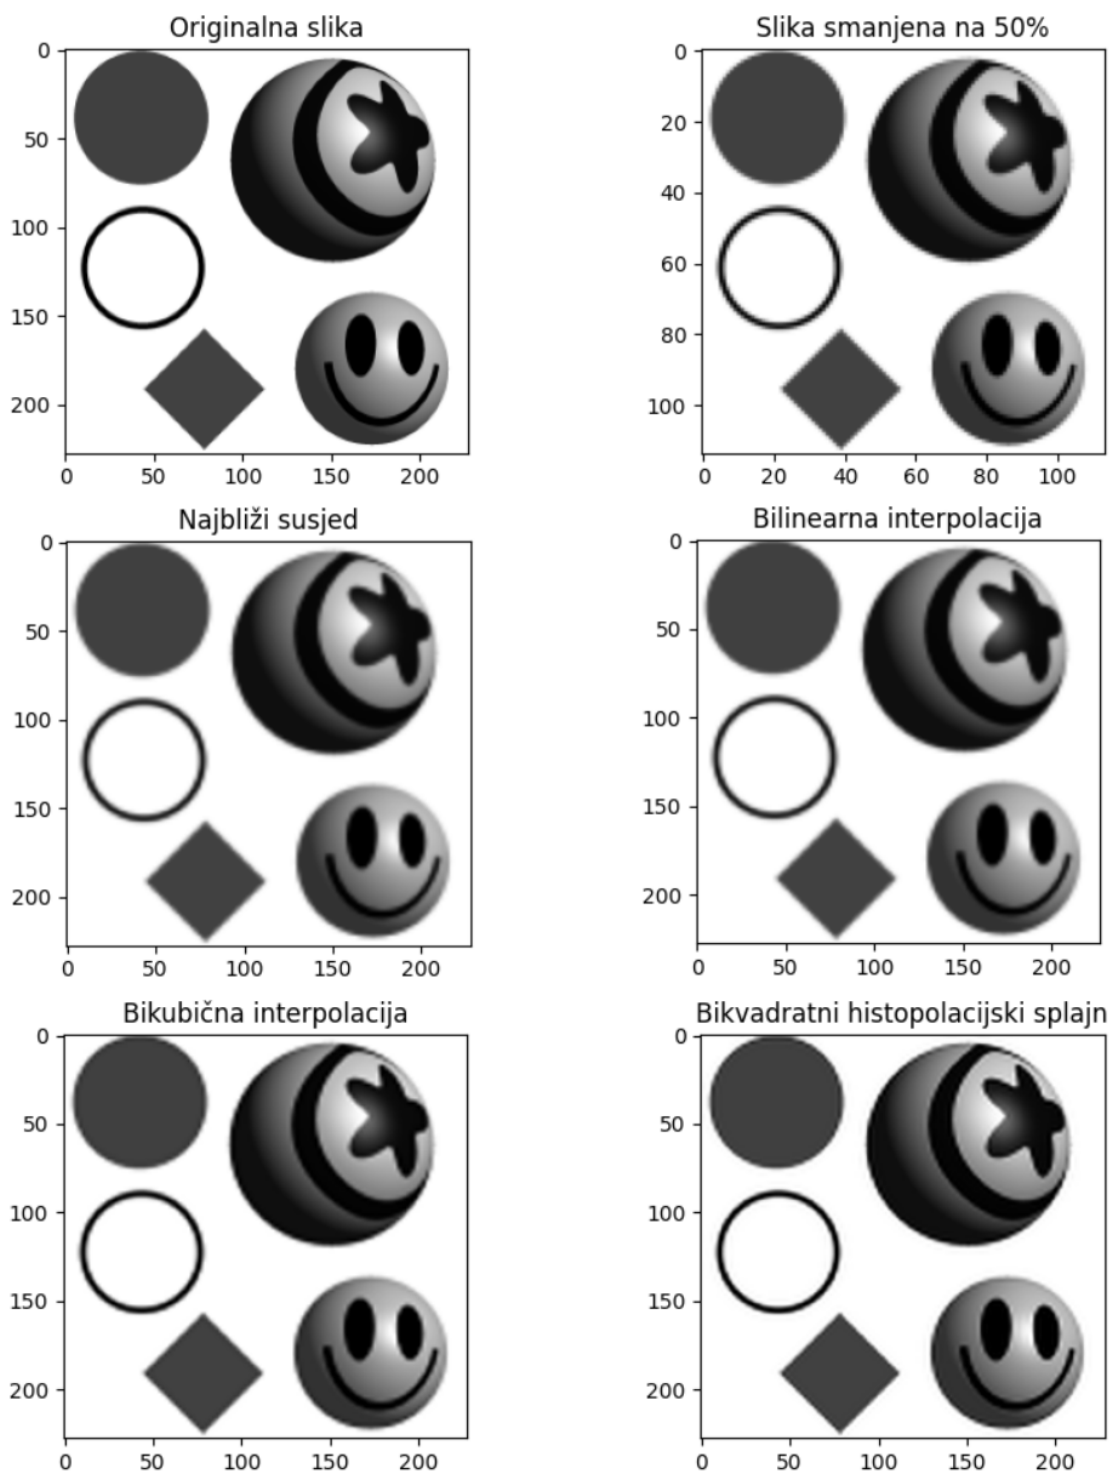 Originalna slika
0
50
100
150
200
0 50 100 150 200
Slika smanjena na 50%
0
20
40
60
80
100
0 20 40 60 80 100
Najbliži susjed
0
50
100
150
200
0 50 100 150 200
Bilinearna interpolacija
0
50
100
150
200
0 50 100 150 200
Bikubična interpolacija
0
50
100
150
200
0 50 100 150 200
Bikvadratni histopolacijski splajn
0
50
100
150
200
0 50 100 150 200